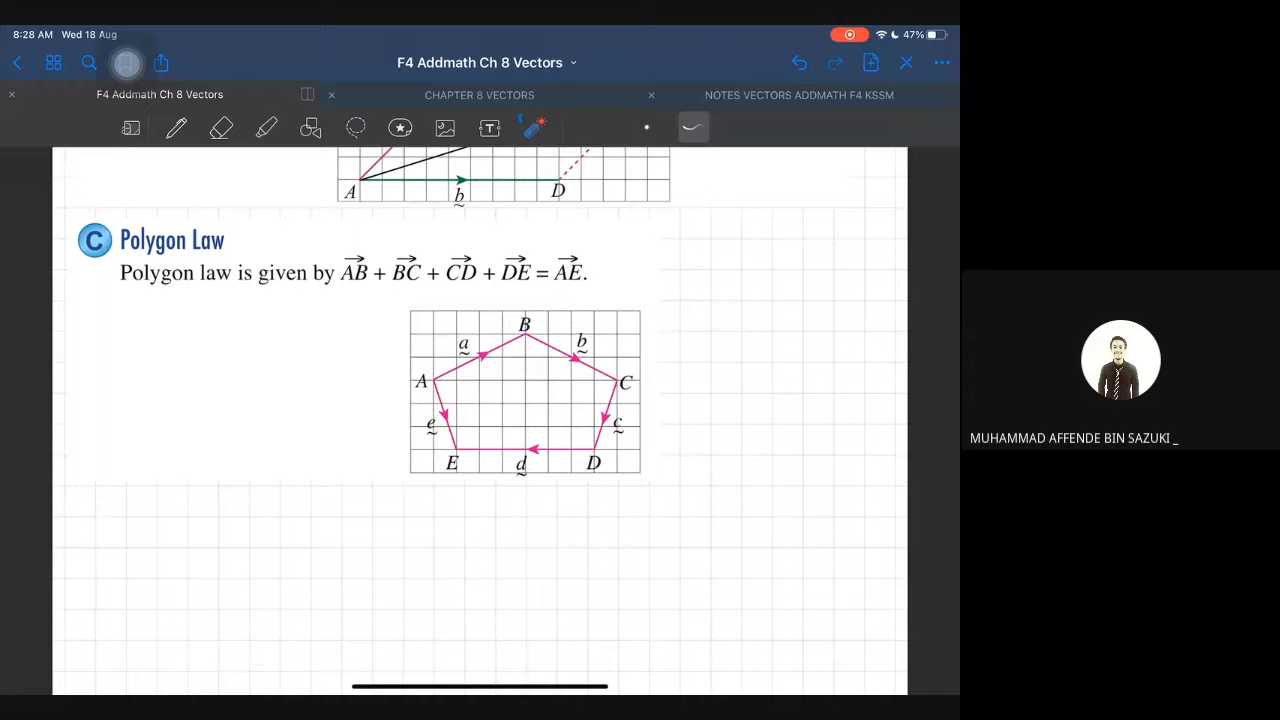 8:28 AM Wed 18 Aug
47%
F4 Addmath Ch 8 Vectors
F4 Addmath Ch 8 Vectors
CHAPTER 8 VECTORS
NOTES VECTORS ADDMATH F4 KSSM
T
A
b
D
C Polygon Law
Polygon law is given by AB + BC + CD + DE = AE.
B
a
b
A
C
e
c
E
d
D
MUHAMMAD AFFENDE BIN SAZUKI _